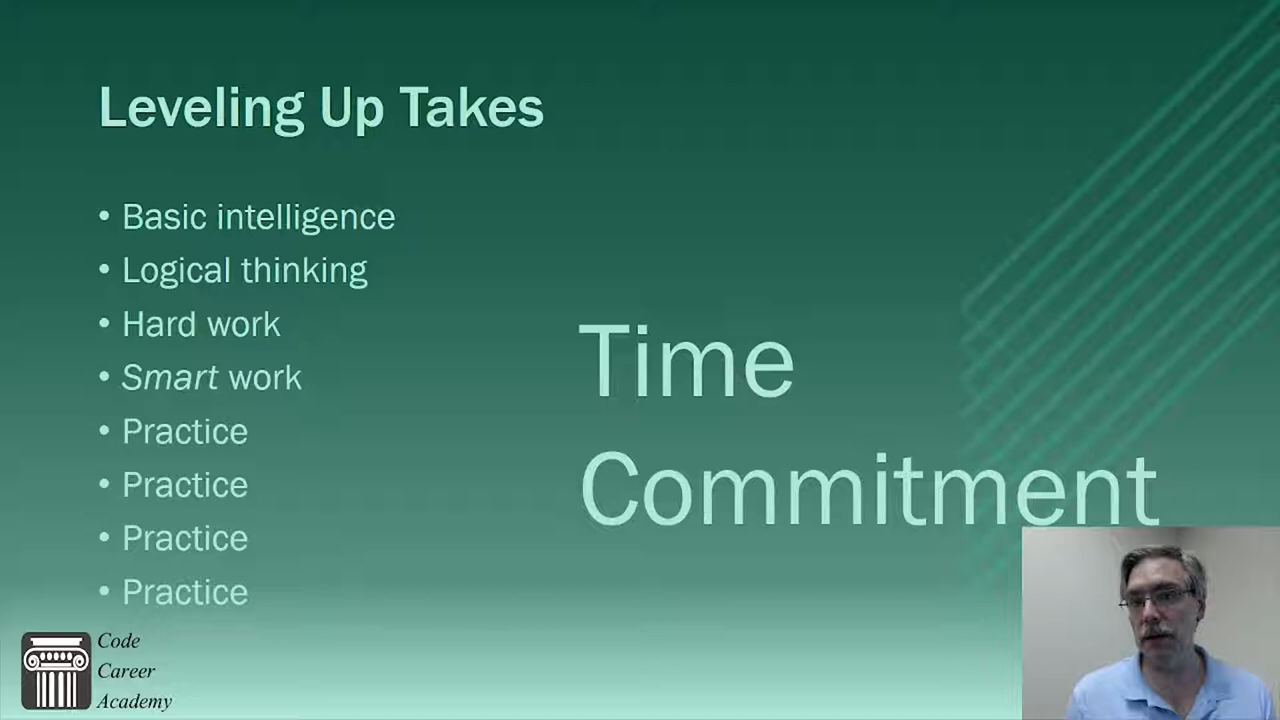 Leveling Up Takes
• Basic intelligence
• Logical thinking
• Hard work
• Smart work
• Practice
• Practice
• Practice
• Practice
Time
Commitment
Code
Career
Academy